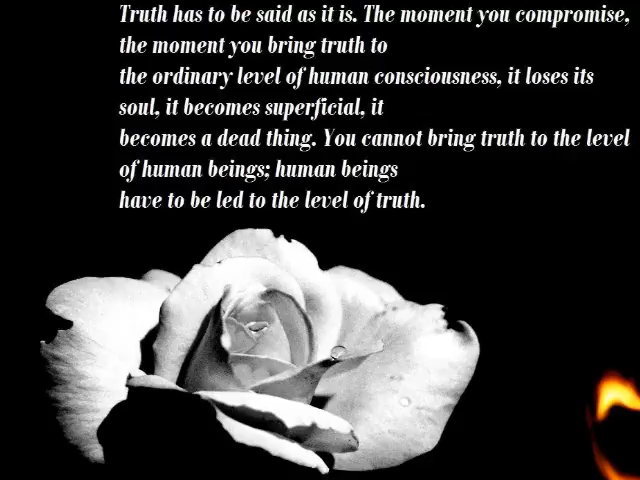 Truth has to be said as it is. The moment you compromise,
the moment you bring truth to
the ordinary level of human consciousness, it loses its
soul, it becomes superficial, it
becomes a dead thing. You cannot bring truth to the level
of human beings; human beings
have to be led to the level of truth.